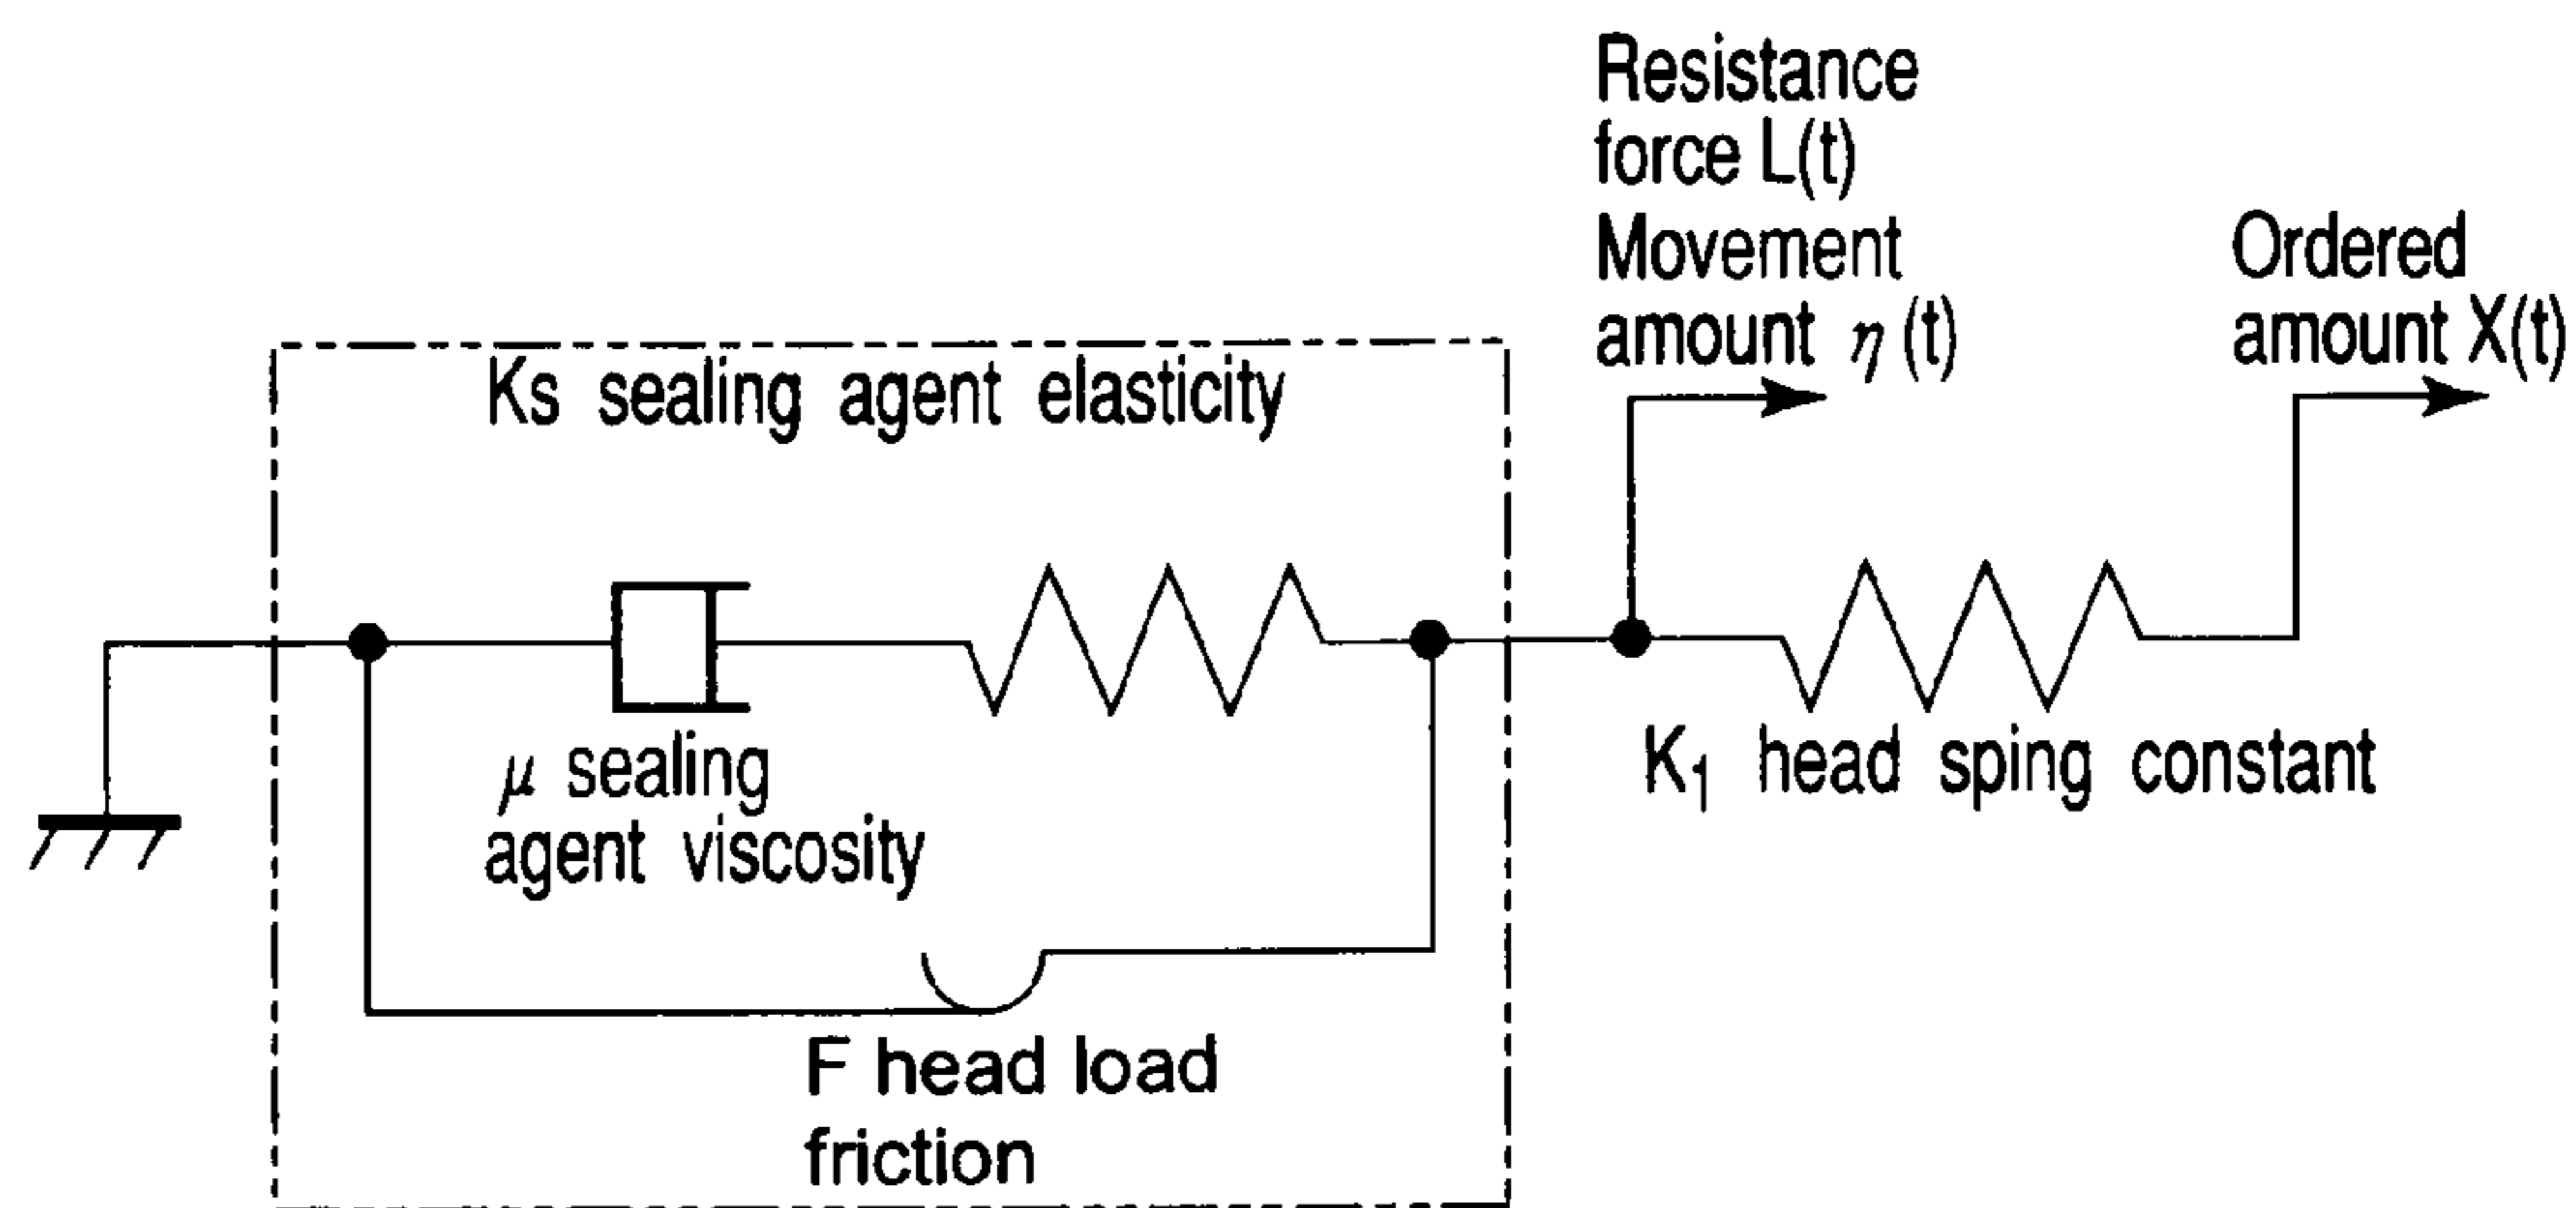 Resistance
force L(t)
Movement
amount η (t)
Ordered
amount X(t)
Ks sealing agent elasticity
μ sealing
agent viscosity
K₁ head sping constant
F head load
friction